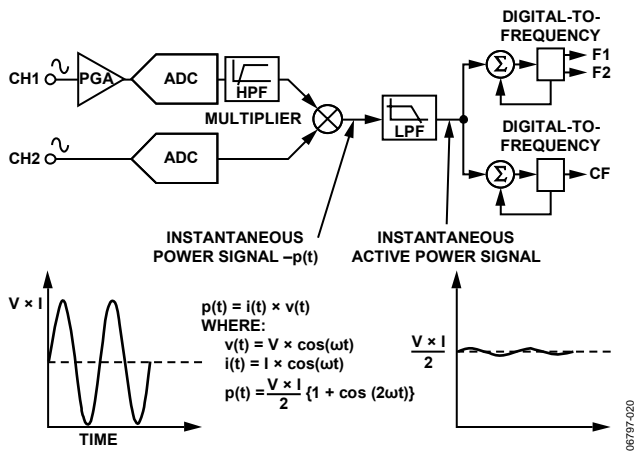 DIGITAL-TO-
FREQUENCY
CH1
PGA
ADC
HPF
Σ
F1
F2
MULTIPLIER
LPF
CH2
ADC
DIGITAL-TO-
FREQUENCY
Σ
CF
INSTANTANEOUS
POWER SIGNAL –p(t)
INSTANTANEOUS
ACTIVE POWER SIGNAL
V × I
TIME
p(t) = i(t) × v(t)
WHERE:
v(t) = V × cos(ωt)
i(t) = I × cos(ωt)
p(t) = V × I / 2 {1 + cos (2ωt)}
V × I
2
06797-020